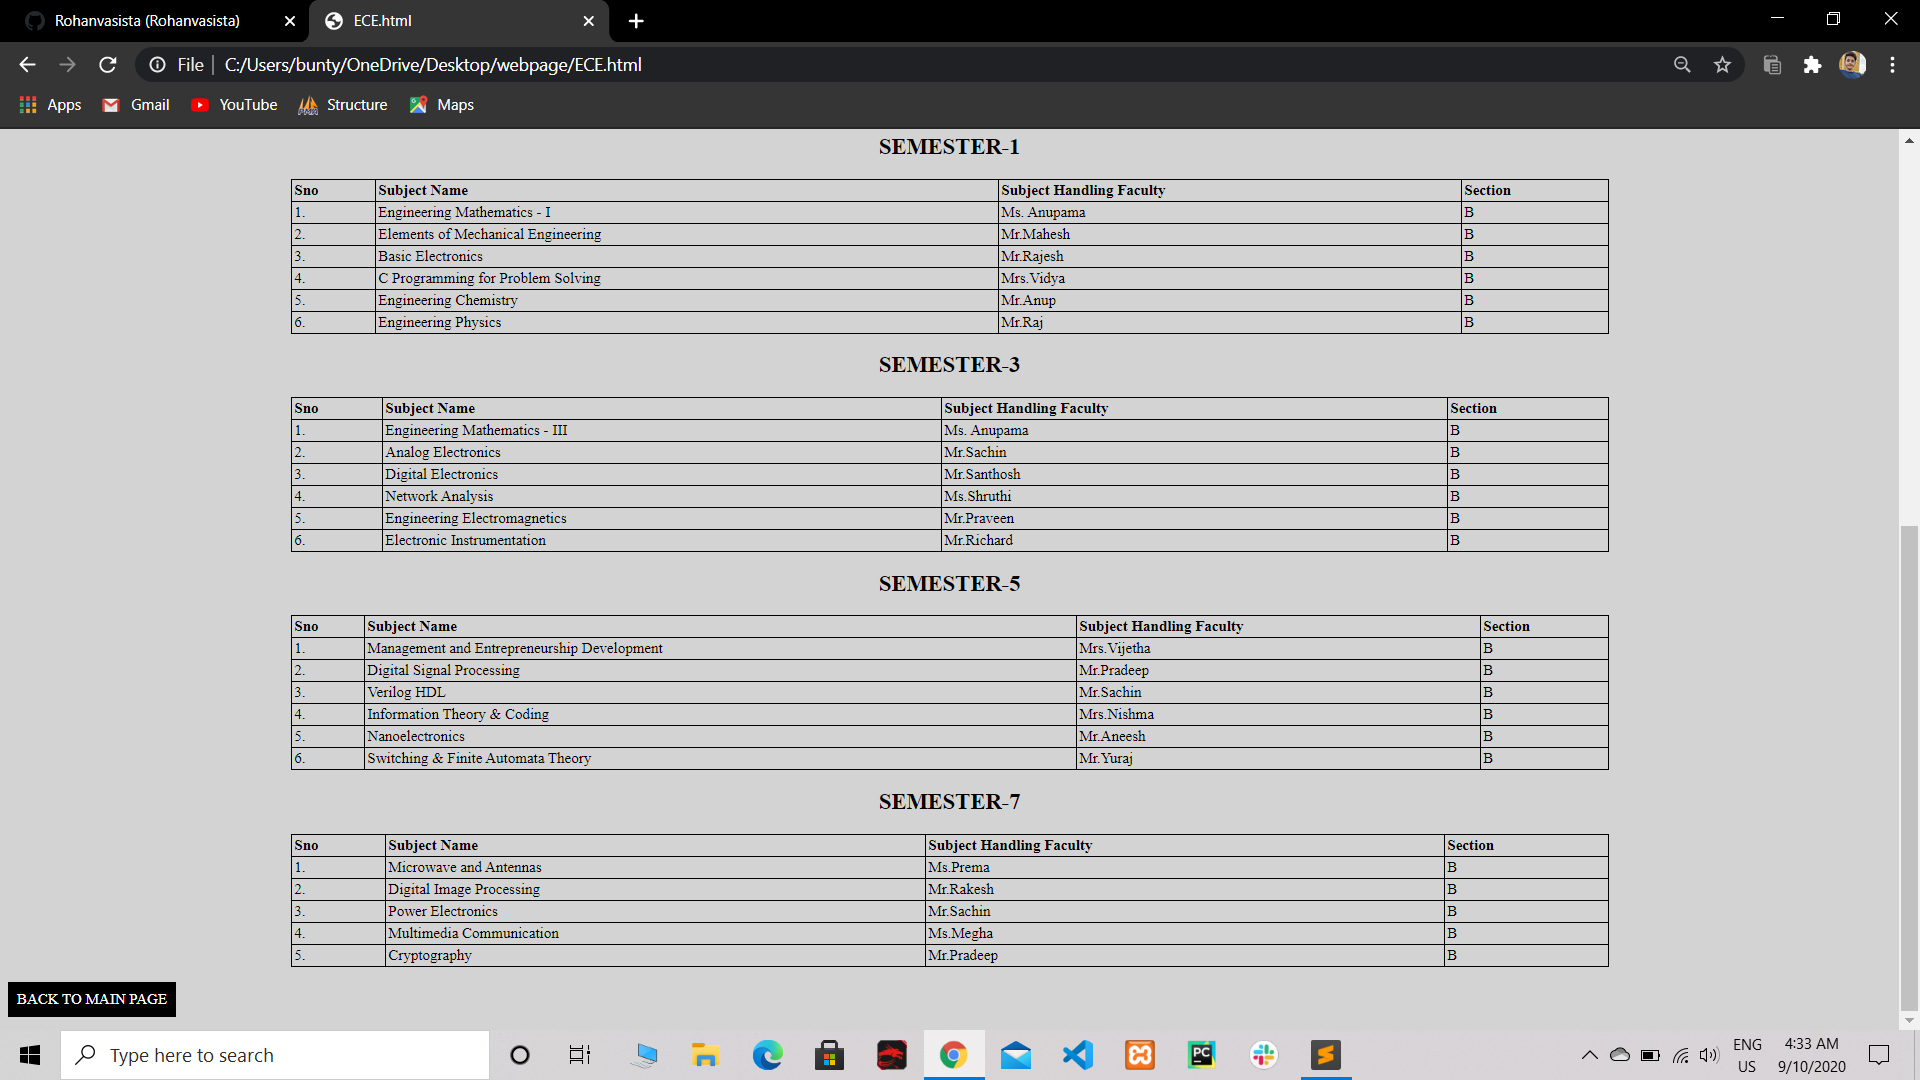 Rohanvasista (Rohanvasista)
ECE.html
File
C:/Users/bunty/OneDrive/Desktop/webpage/ECE.html
Apps Gmail YouTube Structure Maps
SEMESTER-1
Sno Subject Name Subject Handling Faculty Section
1. Engineering Mathematics - I Ms. Anupama B
2. Elements of Mechanical Engineering Mr.Mahesh B
3. Basic Electronics Mr.Rajesh B
4. C Programming for Problem Solving Mrs.Vidya B
5. Engineering Chemistry Mr.Anup B
6. Engineering Physics Mr.Raj B
SEMESTER-3
Sno Subject Name Subject Handling Faculty Section
1. Engineering Mathematics - III Ms. Anupama B
2. Analog Electronics Mr.Sachin B
3. Digital Electronics Mr.Santhosh B
4. Network Analysis Ms.Shruthi B
5. Engineering Electromagnetics Mr.Praveen B
6. Electronic Instrumentation Mr.Richard B
SEMESTER-5
Sno Subject Name Subject Handling Faculty Section
1. Management and Entrepreneurship Development Mrs.Vijetha B
2. Digital Signal Processing Mr.Pradeep B
3. Verilog HDL Mr.Sachin B
4. Information Theory & Coding Mrs.Nishma B
5. Nanoelectronics Mr.Aneesh B
6. Switching & Finite Automata Theory Mr.Yuraj B
SEMESTER-7
Sno Subject Name Subject Handling Faculty Section
1. Microwave and Antennas Ms.Prema B
2. Digital Image Processing Mr.Rakesh B
3. Power Electronics Mr.Sachin B
4. Multimedia Communication Ms.Megha B
5. Cryptography Mr.Pradeep B
BACK TO MAIN PAGE
Type here to search
PC
ENG
US
4:33 AM
9/10/2020